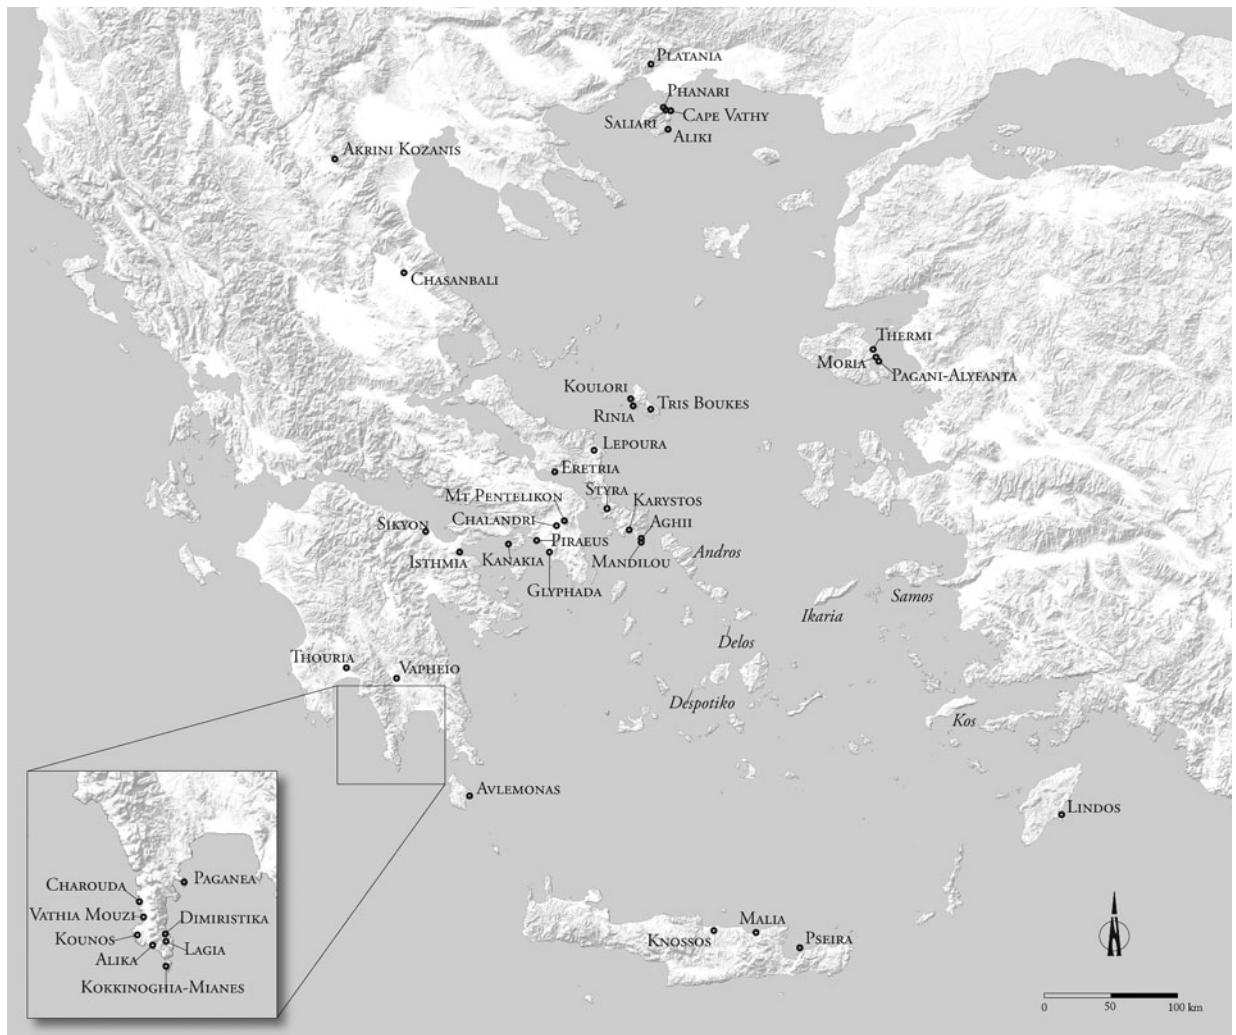 Platania
Phanari
Cape Vathy
Saliari
Aliki
Akrini Kozanis
Chasanbali
Thermi
Moria
Pagani-Alyfanta
Koulori
Tris Boukes
Rinia
Lepoura
Eretria
Styra
Mt Pentelikon
Karystos
Sikyon
Chalandri
Aghii
Piraeus
Isthmia
Kanakia
Mandilou
Andros
Glyphada
Samos
Ikaria
Delos
Thouria
Vapheio
Despotiko
Kos
Avlemonas
Lindos
Paganea
Charouda
Vathia Mouzi
Dimiristika
Kounos
Lagia
Alika
Kokkinoghia-Mianes
Malia
Knossos
Pseira
N
0 50 100 km